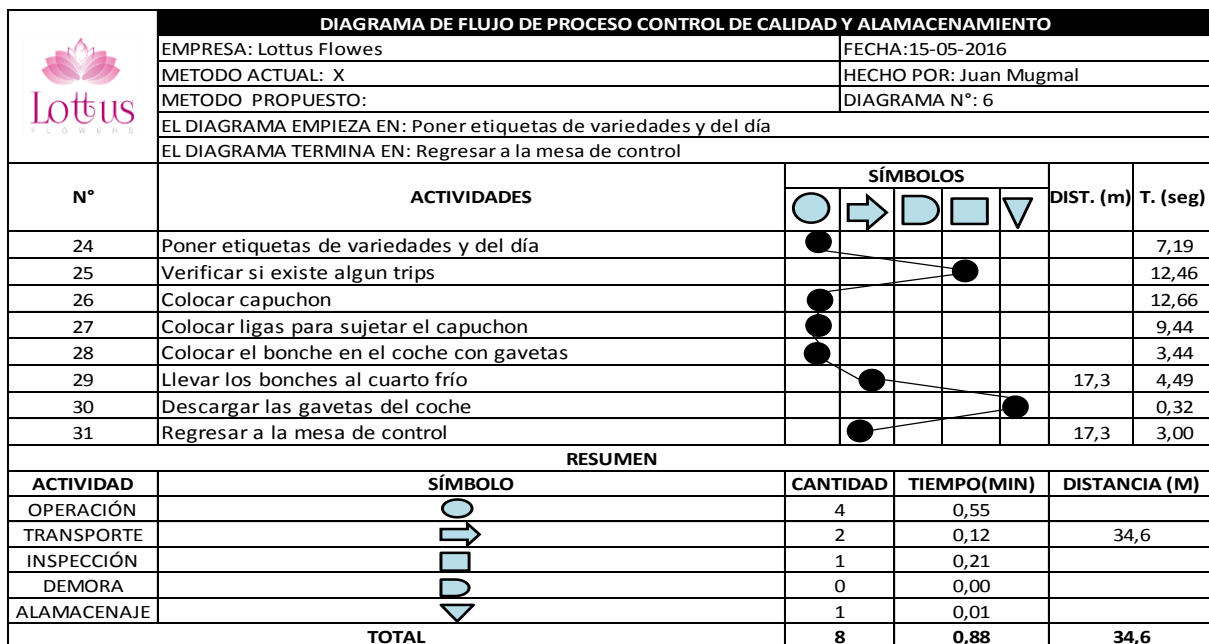 DIAGRAMA DE FLUJO DE PROCESO CONTROL DE CALIDAD Y ALAMACENAMIENTO
Lottus
FLOWERS
EMPRESA: Lottus Flowes FECHA:15-05-2016
METODO ACTUAL: X HECHO POR: Juan Mugmal
METODO PROPUESTO: DIAGRAMA N°: 6
EL DIAGRAMA EMPIEZA EN: Poner etiquetas de variedades y del día
EL DIAGRAMA TERMINA EN: Regresar a la mesa de control
N° ACTIVIDADES SÍMBOLOS DIST. (m) T. (seg)
24 Poner etiquetas de variedades y del día 7,19
25 Verificar si existe algun trips 12,46
26 Colocar capuchon 12,66
27 Colocar ligas para sujetar el capuchon 9,44
28 Colocar el bonche en el coche con gavetas 3,44
29 Llevar los bonches al cuarto frío 17,3 4,49
30 Descargar las gavetas del coche 0,32
31 Regresar a la mesa de control 17,3 3,00
RESUMEN
ACTIVIDAD SÍMBOLO CANTIDAD TIEMPO(MIN) DISTANCIA (M)
OPERACIÓN 4 0,55
TRANSPORTE 2 0,12 34,6
INSPECCIÓN 1 0,21
DEMORA 0 0,00
ALAMACENAJE 1 0,01
TOTAL 8 0,88 34,6